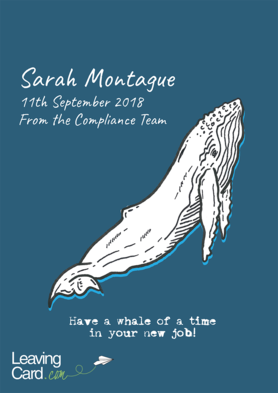 Sarah Montague
11th September 2018
From the Compliance Team
Have a whale of a time
in your new job!
Leaving
Card.com